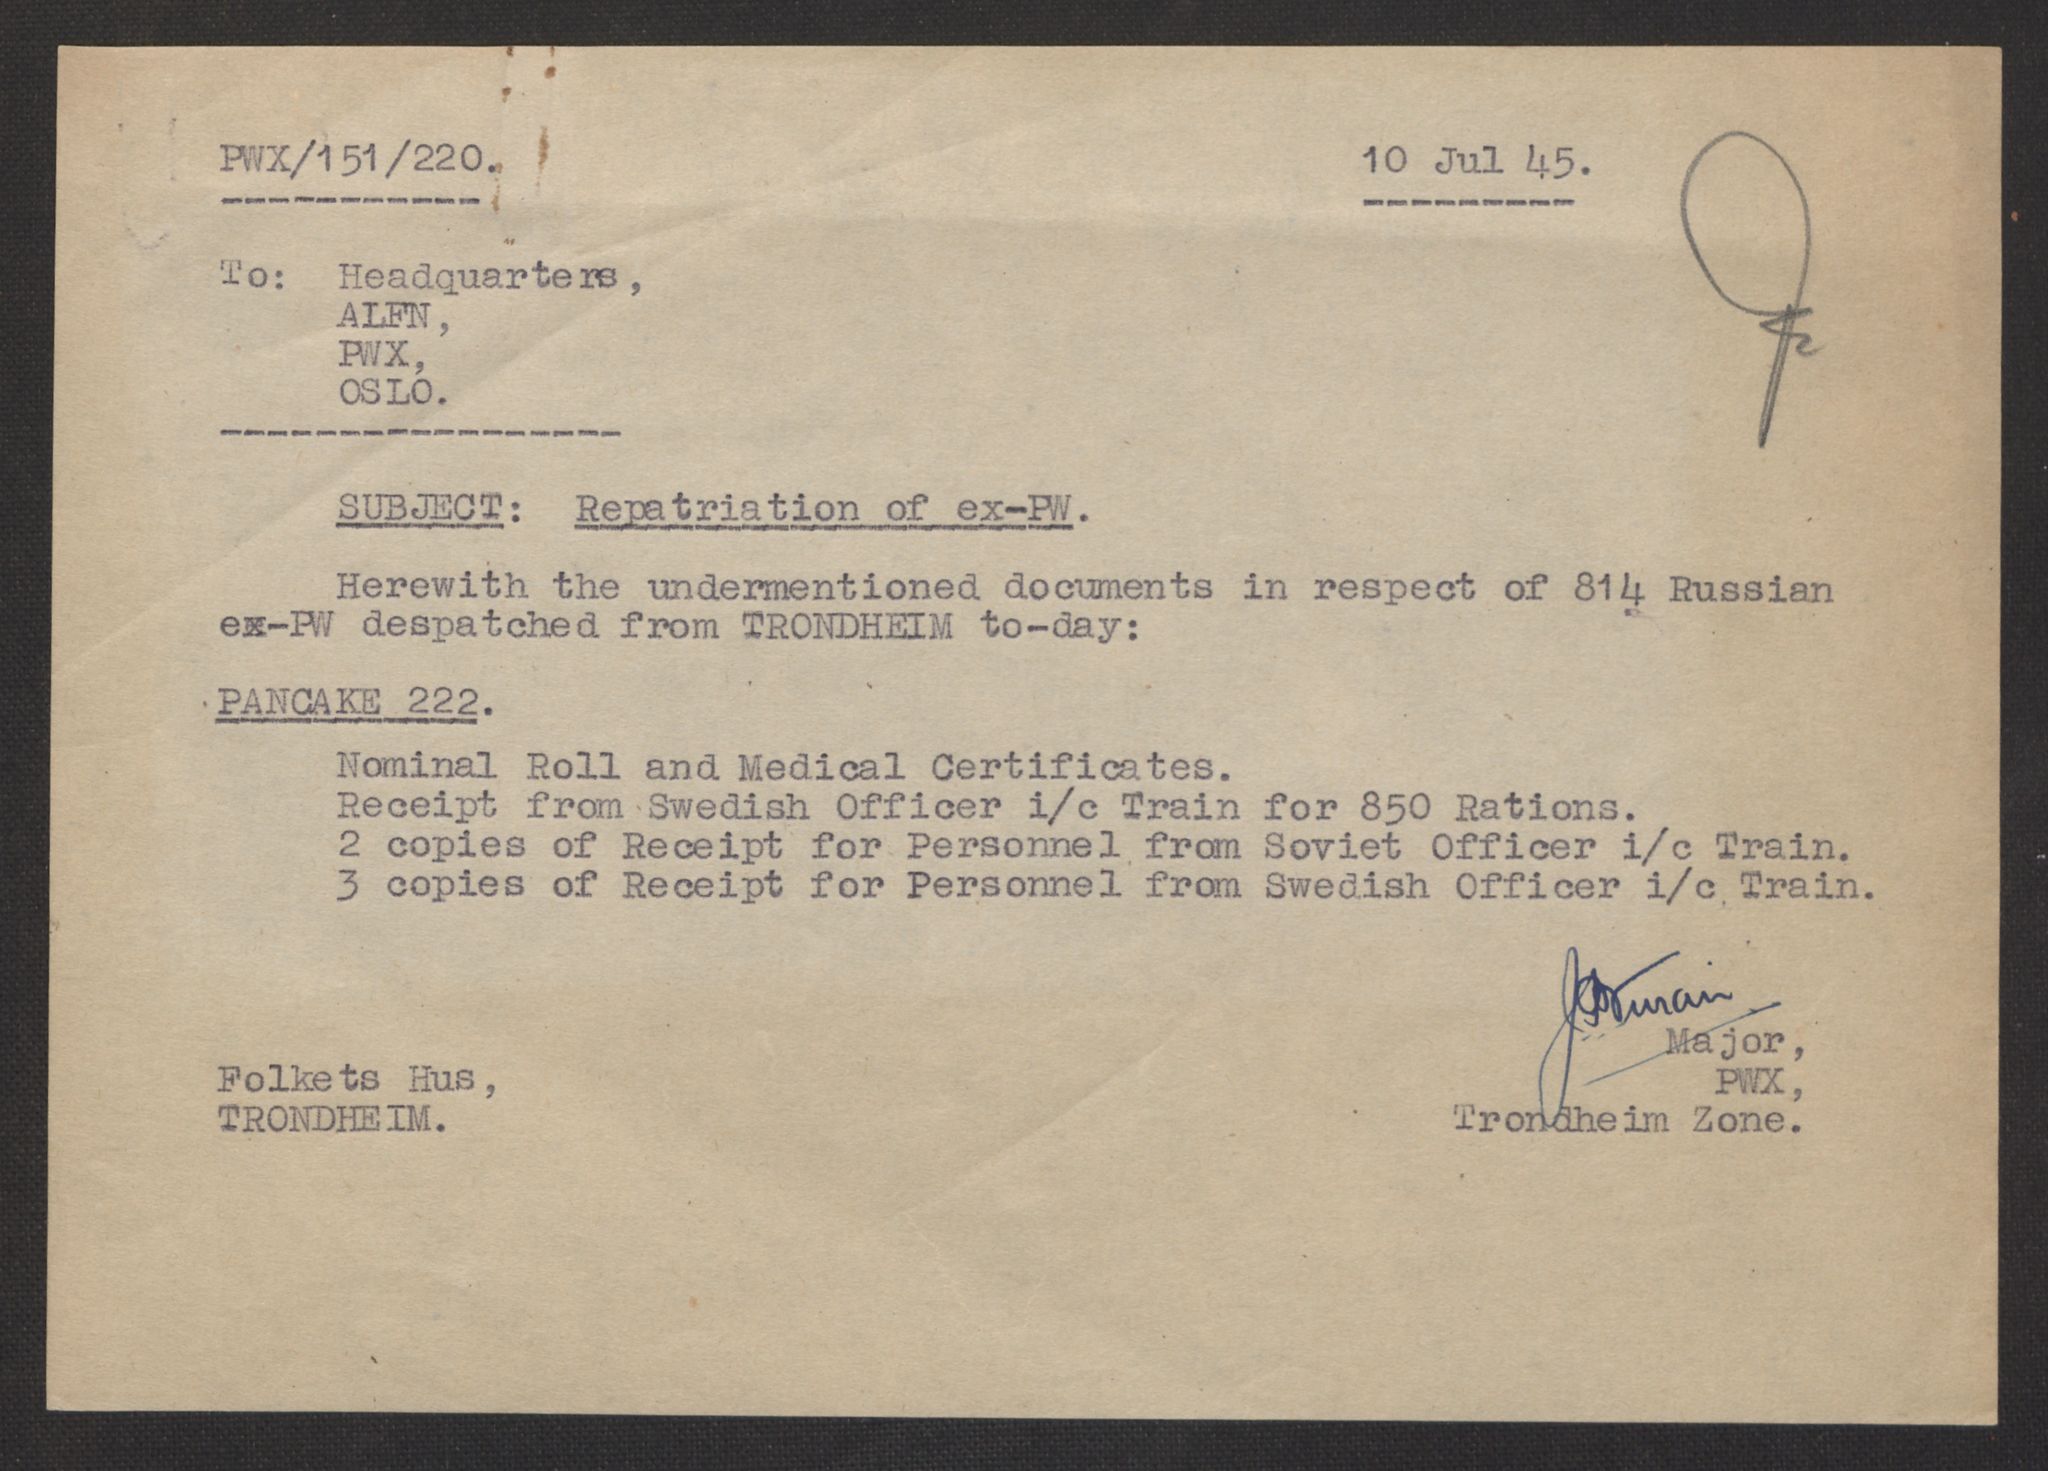 PWX/151/220.
10 Jul 45.
To: Headquarters,
ALFN,
PWX,
OSLO.
SUBJECT: Repatriation of ex-PW.
Herewith the undermentioned documents in respect of 814 Russian
ex-PW despatched from TRONDHEIM to-day:
PANCAKE 222.
Nominal Roll and Medical Certificates.
Receipt from Swedish Officer i/c Train for 850 Rations.
2 copies of Receipt for Personnel from Soviet Officer i/c Train.
3 copies of Receipt for Personnel from Swedish Officer i/c Train.
Major,
PWX,
Trondheim Zone.
Folkets Hus,
TRONDHEIM.